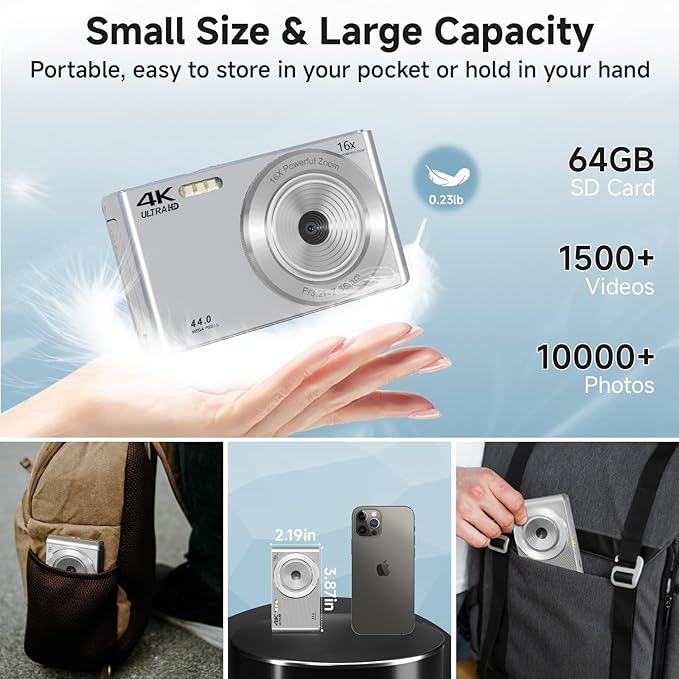 Small Size & Large Capacity
Portable, easy to store in your pocket or hold in your hand
16x
16X Powerful Zoom
4K
ULTRA HD
0.23lb
64GB
SD Card
1500+
Videos
44.0
MEGA PIXELS
10000+
Photos
2.19in
3.87in
4K